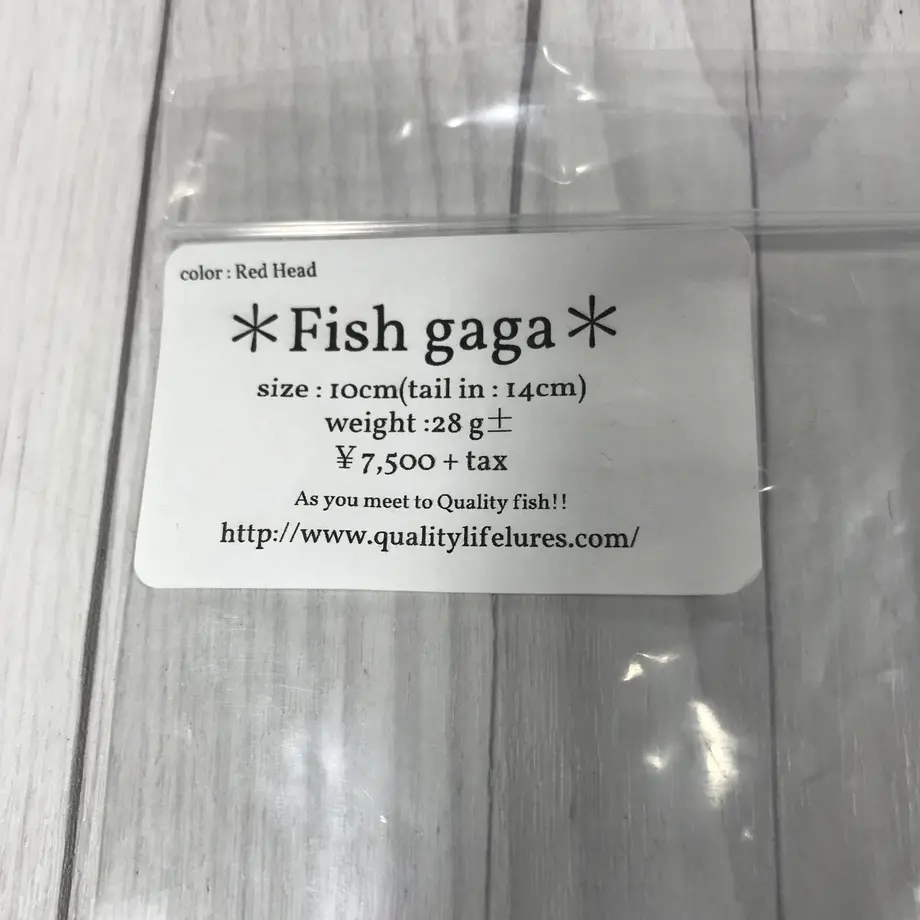 color : Red Head
＊Fish gaga＊
size : 10cm(tail in : 14cm)
weight :28 g±
¥ 7,500 + tax
As you meet to Quality fish!!
http://www.qualitylifelures.com/